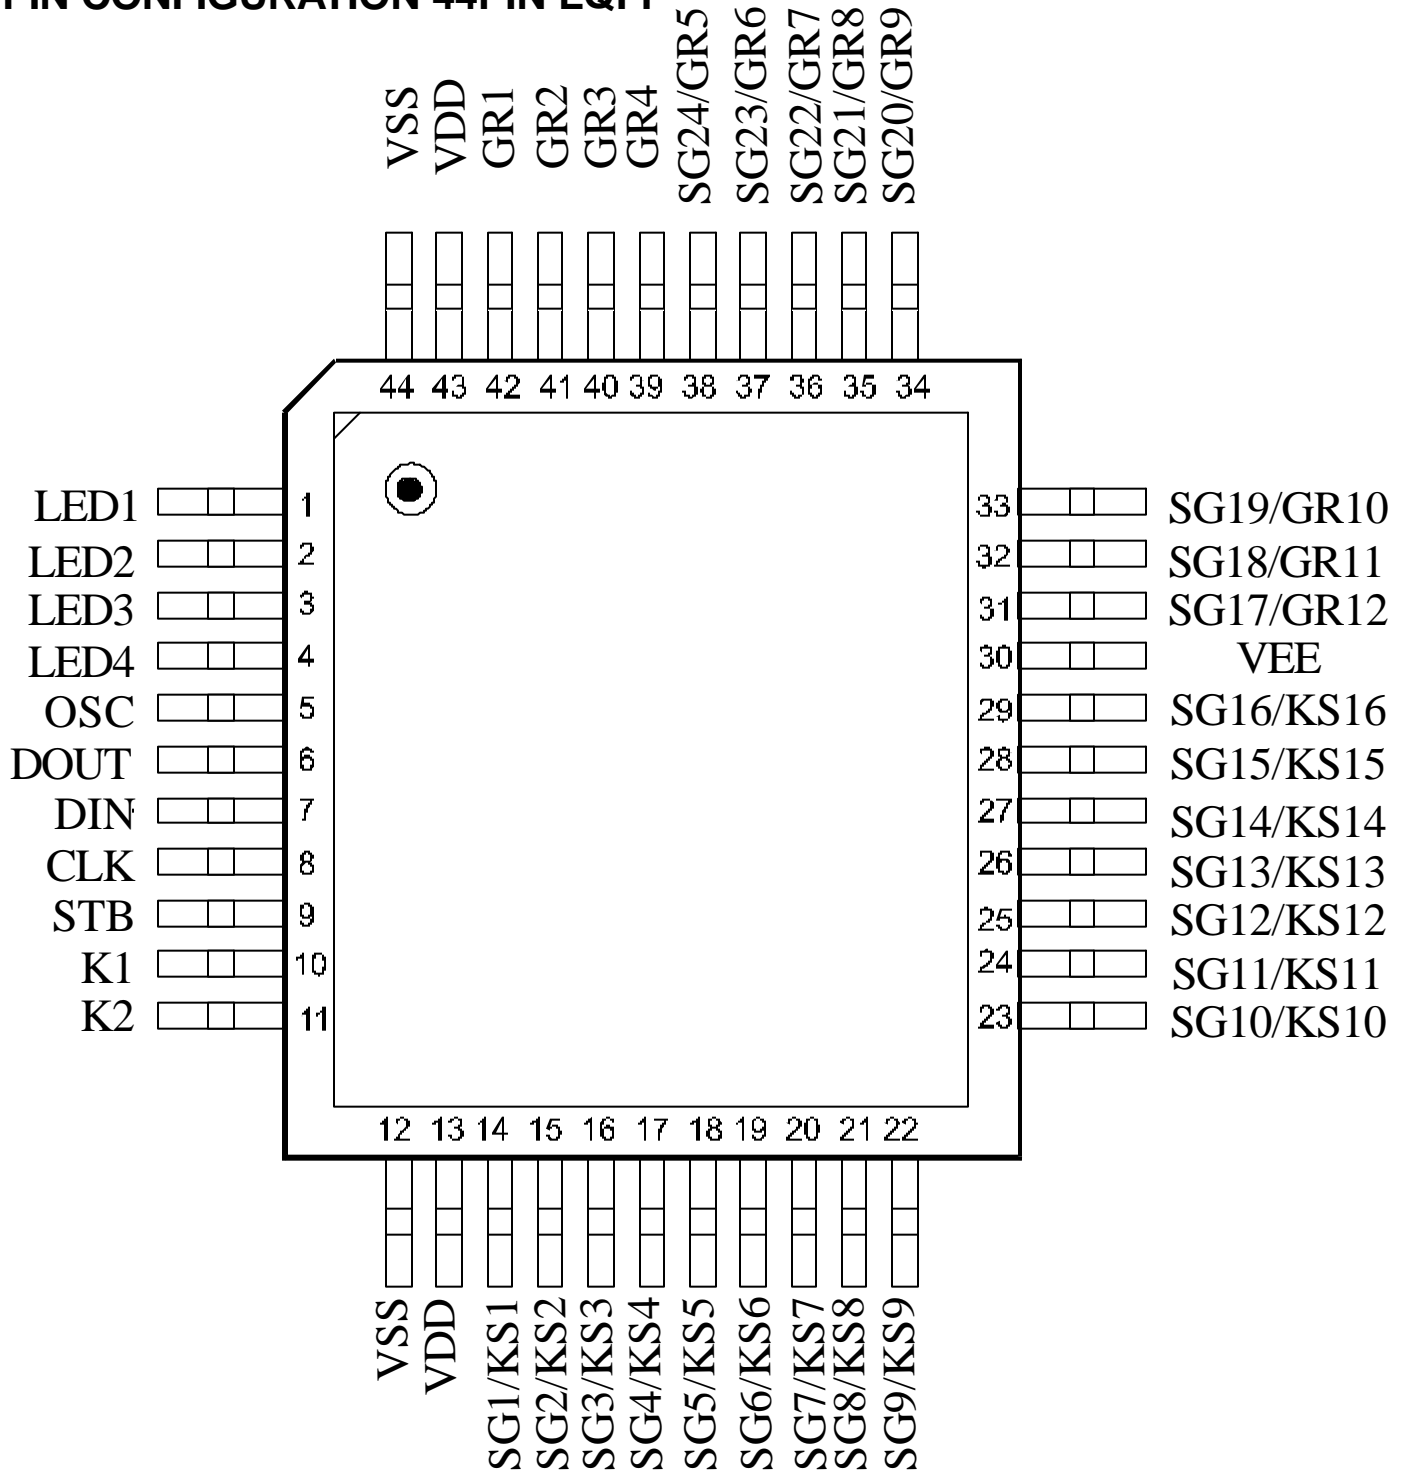 PIN CONFIGURATION 44PIN LQFP
VSS
VDD
GR1
GR2
GR3
GR4
SG24/GR5
SG23/GR6
SG22/GR7
SG21/GR8
SG20/GR9
44 43 42 41 40 39 38 37 36 35 34
LED1 1
LED2 2
LED3 3
LED4 4
OSC 5
DOUT 6
DIN 7
CLK 8
STB 9
K1 10
K2 11
33 SG19/GR10
32 SG18/GR11
31 SG17/GR12
30 VEE
29 SG16/KS16
28 SG15/KS15
27 SG14/KS14
26 SG13/KS13
25 SG12/KS12
24 SG11/KS11
23 SG10/KS10
12 13 14 15 16 17 18 19 20 21 22
VSS
VDD
SG1/KS1
SG2/KS2
SG3/KS3
SG4/KS4
SG5/KS5
SG6/KS6
SG7/KS7
SG8/KS8
SG9/KS9